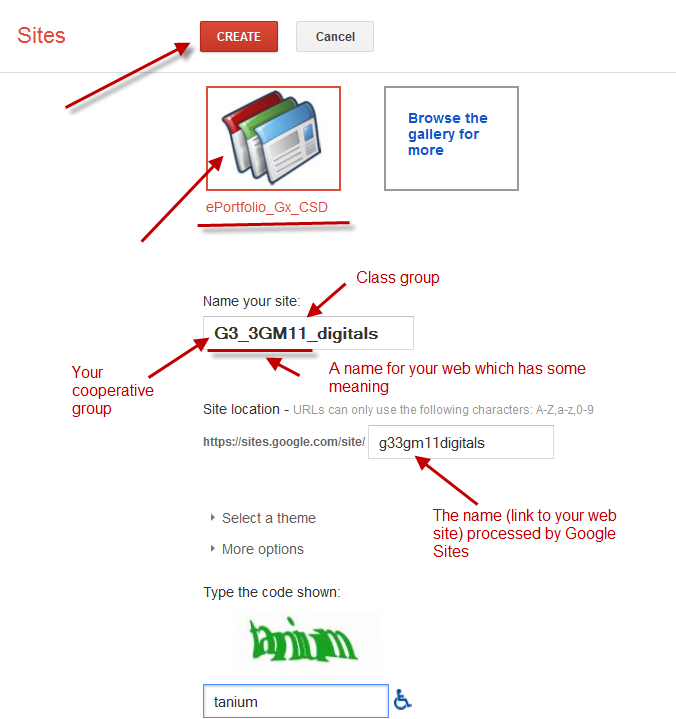 Sites
CREATE
Cancel
Browse the
gallery for
more
ePortfolio_Gx_CSD
Class group
Name your site:
G3_3GM11_digitals
Your
cooperative
group
A name for your web which has some
meaning
Site location - URLs can only use the following characters: A-Z,a-z,0-9
https://sites.google.com/site/ g33gm11digitals
The name (link to your web
site) processed by Google
Sites
Select a theme
More options
Type the code shown:
tanium
tanium